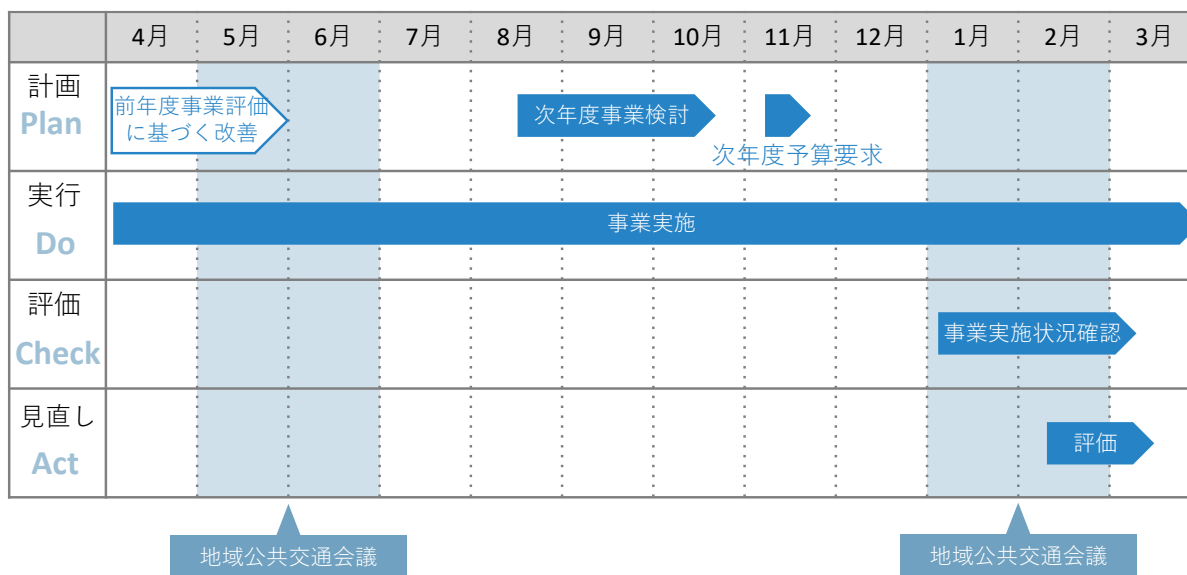 4月 5月 6月 7月 8月 9月 10月 11月 12月 1月 2月 3月
計画
Plan
前年度事業評価
に基づく改善
次年度事業検討
次年度予算要求
実行
Do
事業実施
評価
Check
事業実施状況確認
見直し
Act
評価
地域公共交通会議
地域公共交通会議